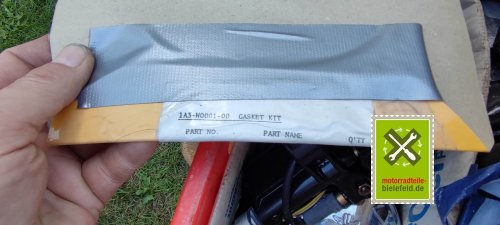 1A3-W0001-00 GASKET KIT
PART NO. PART NAME Q'TY
motorradteile-
bielefeld.de